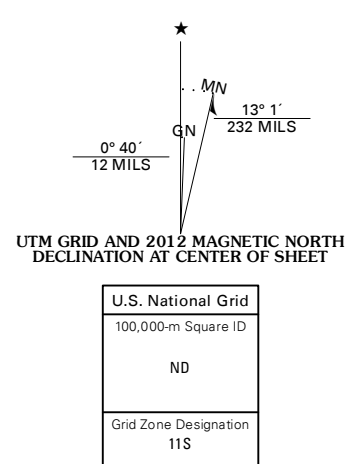 ★
MN
GN
13° 1´
232 MILS
0° 40´
12 MILS
UTM GRID AND 2012 MAGNETIC NORTH
DECLINATION AT CENTER OF SHEET
U.S. National Grid
100,000-m Square ID
ND
Grid Zone Designation
11S